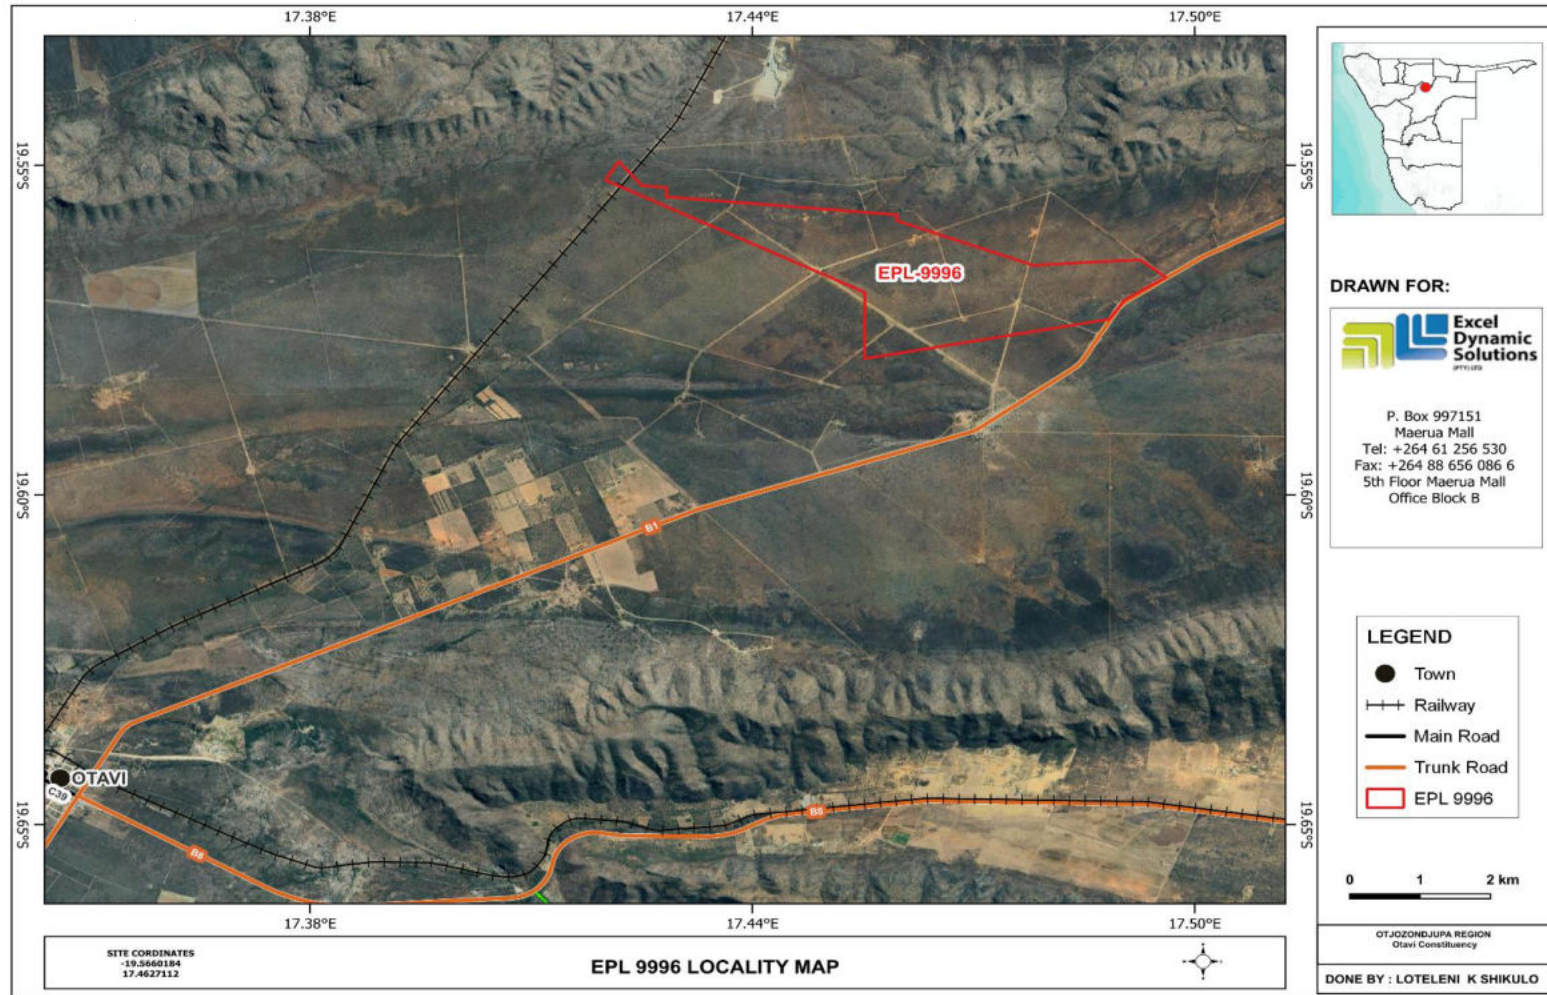 17.38°E
17.44°E
17.50°E
19.55°S
19.55°S
EPL-9996
19.60°S
19.60°S
B1
OTAVI
C39
B8
B8
19.65°S
19.65°S
17.38°E
17.44°E
17.50°E
SITE CORDINATES
-19.5660184
17.4627112
EPL 9996 LOCALITY MAP
DRAWN FOR:
Excel
Dynamic
Solutions
(PTY) LTD
P. Box 997151
Maerua Mall
Tel: +264 61 256 530
Fax: +264 88 656 086 6
5th Floor Maerua Mall
Office Block B
LEGEND
Town
Railway
Main Road
Trunk Road
EPL 9996
0 1 2 km
OTJOZONDJUPA REGION
Otavi Constituency
DONE BY : LOTELENI K SHIKULO